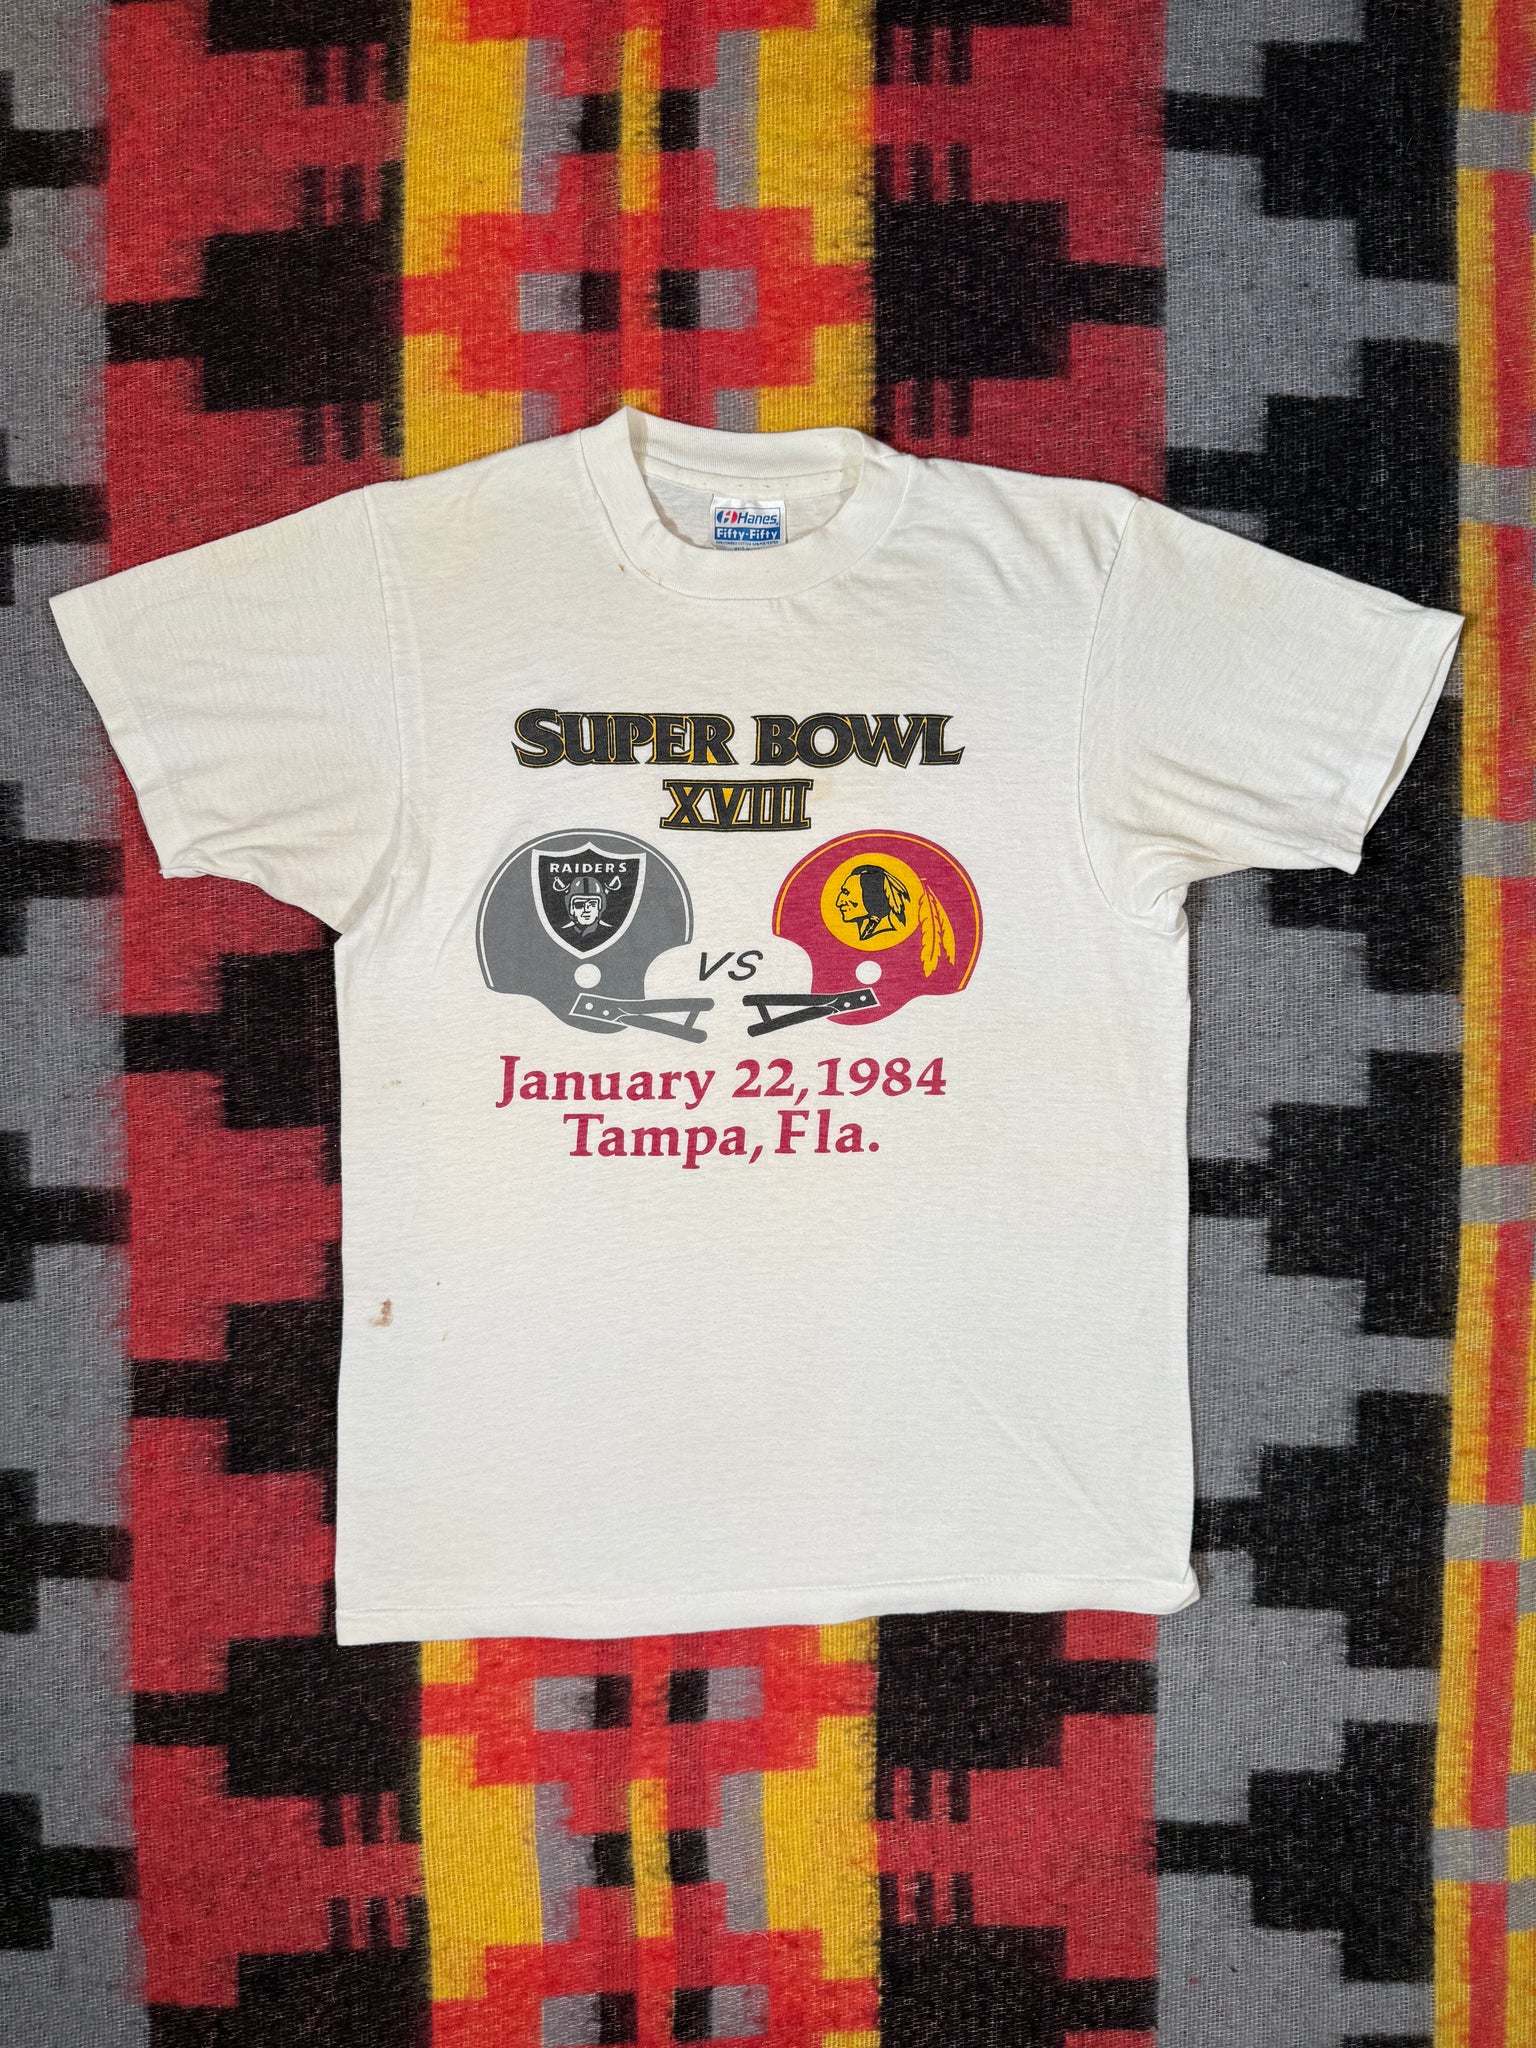 Hanes
Fifty-Fifty
SUPER BOWL
XVIII
RAIDERS
VS
January 22, 1984
Tampa, Fla.